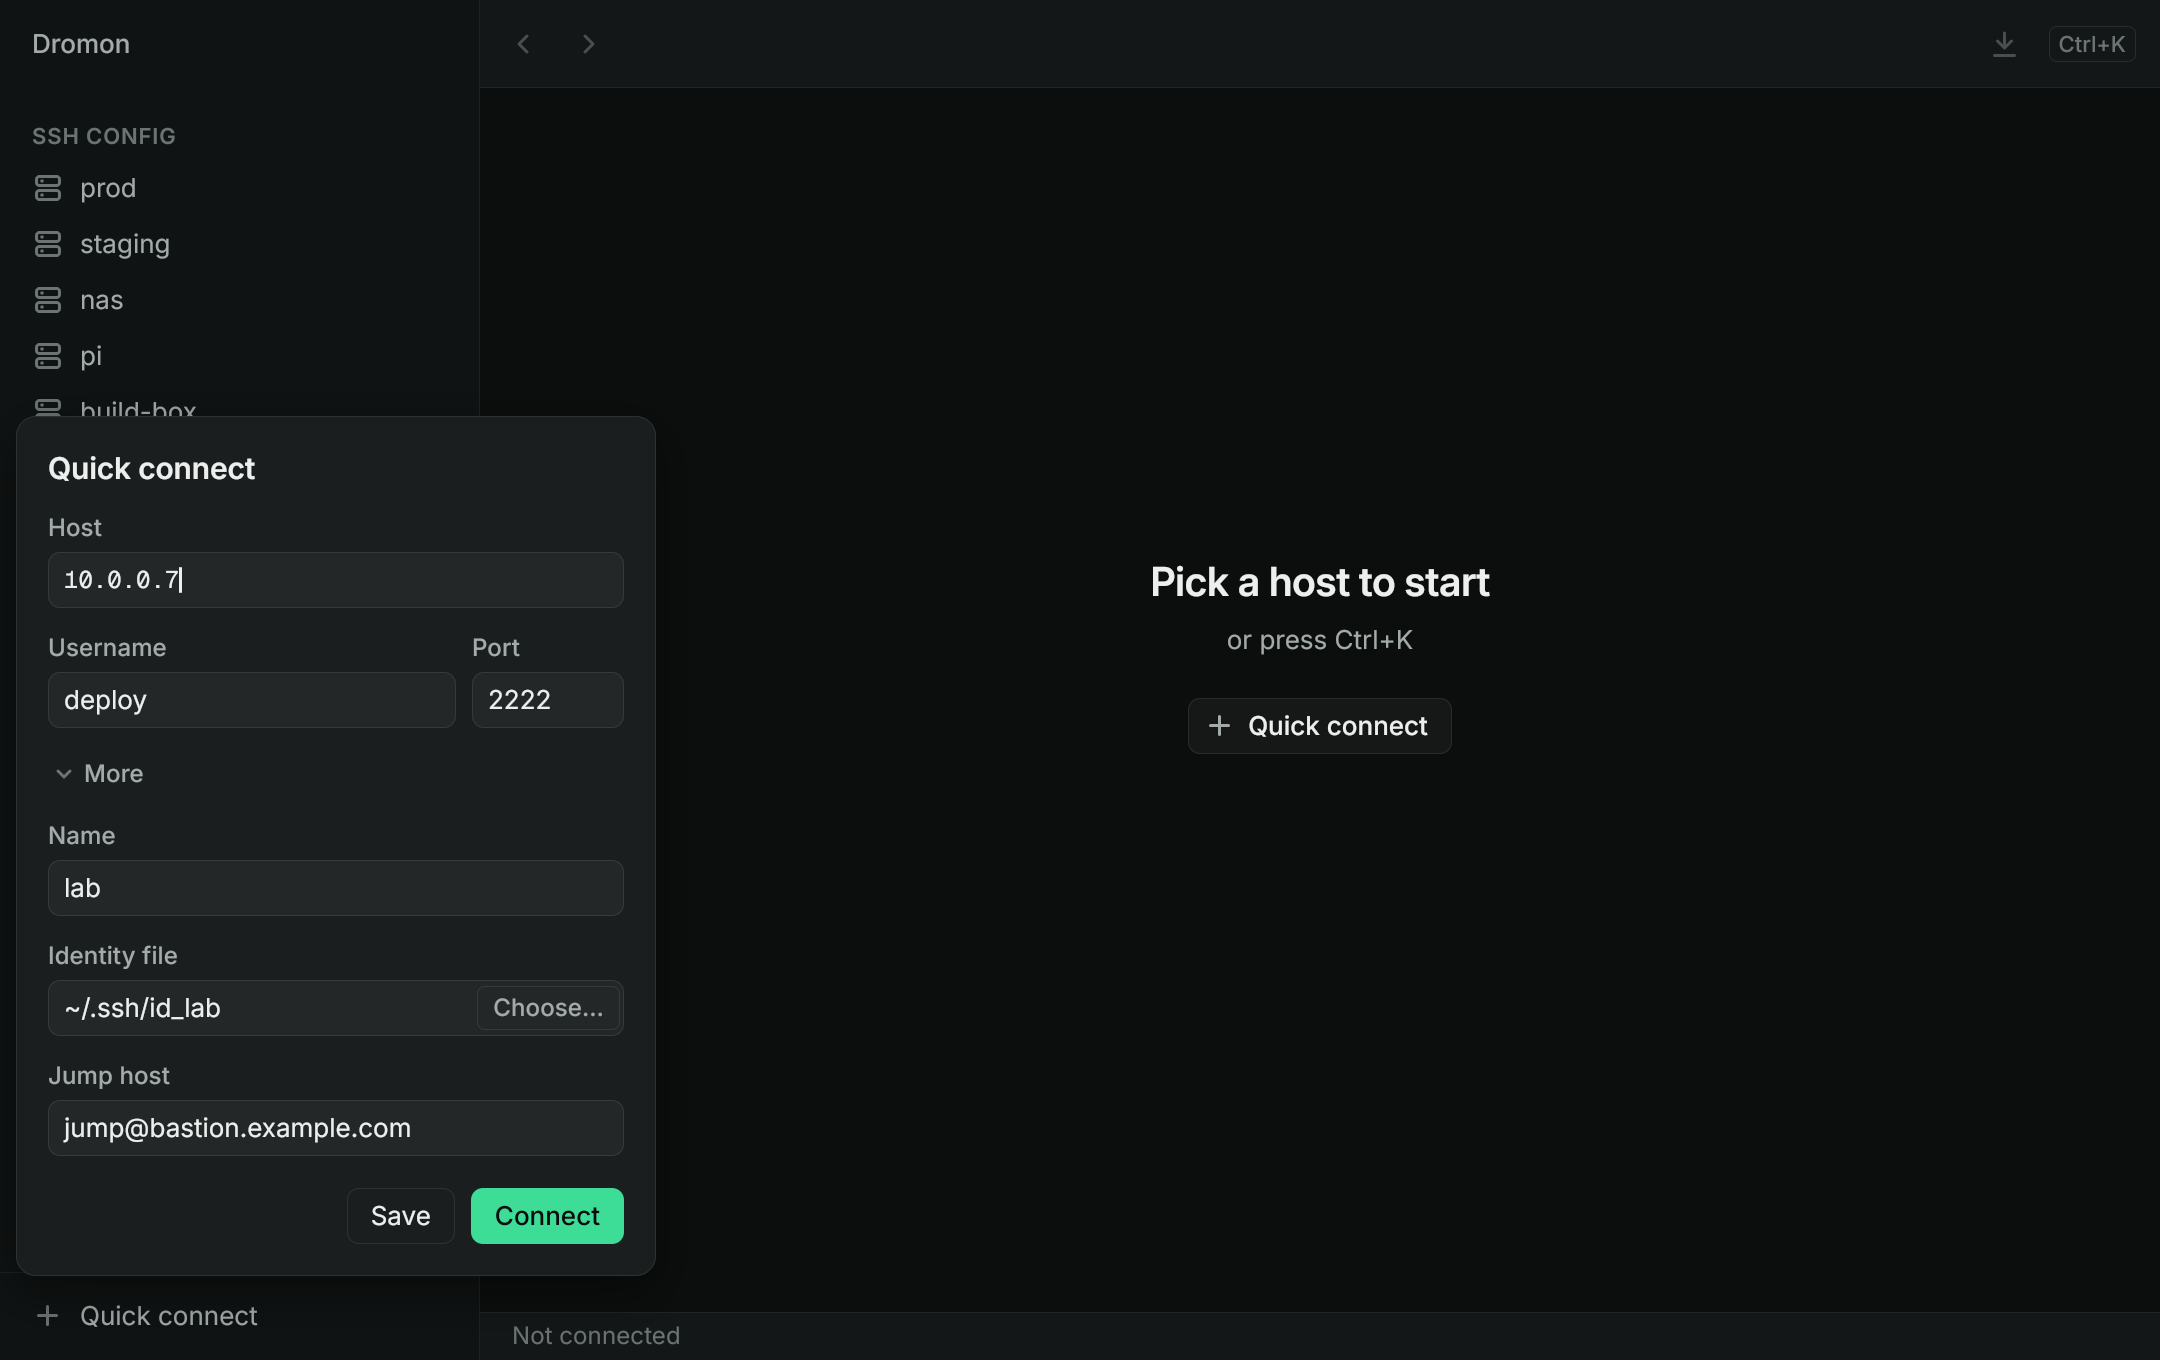 Dromon
Ctrl+K
SSH CONFIG
prod
staging
nas
pi
build-box
Quick connect
Host
10.0.0.7
Username
Port
deploy
2222
More
Name
lab
Identity file
~/.ssh/id_lab
Choose...
Jump host
jump@bastion.example.com
Save
Connect
Quick connect
Pick a host to start
or press Ctrl+K
Quick connect
Not connected